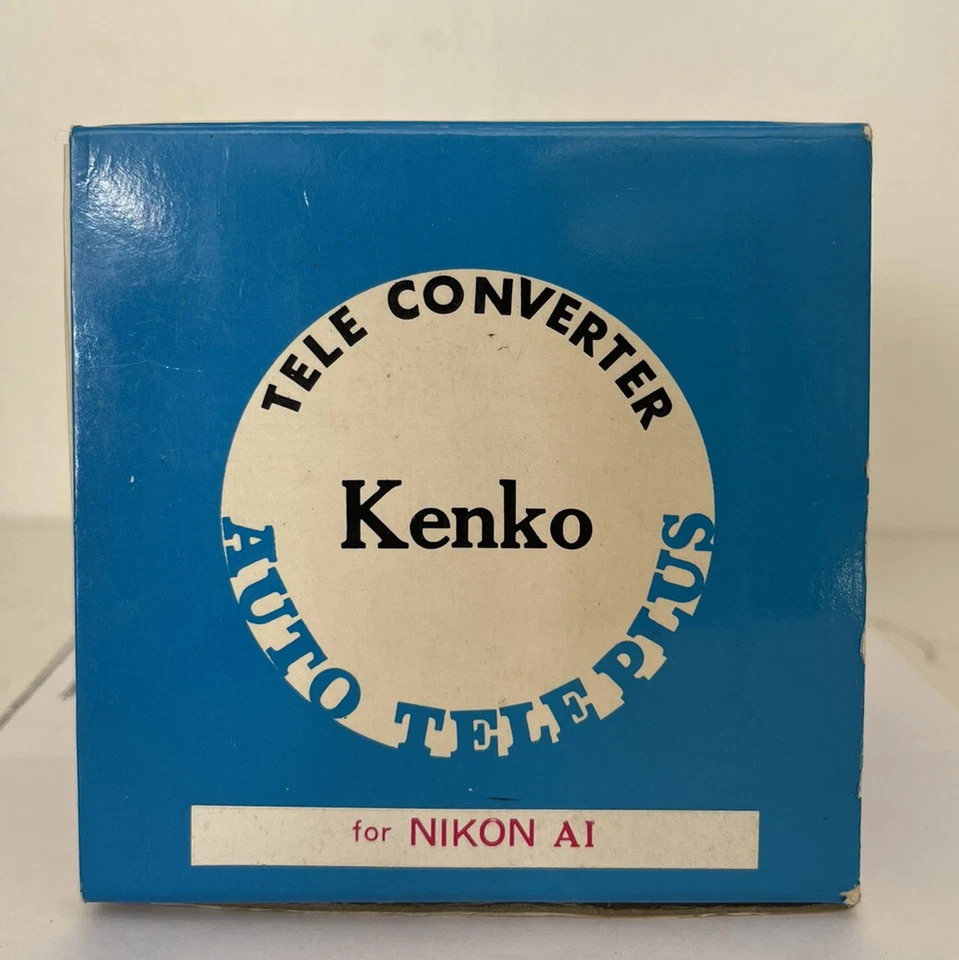 TELE CONVERTER
Kenko
AUTO TELEPLUS
for NIKON AI